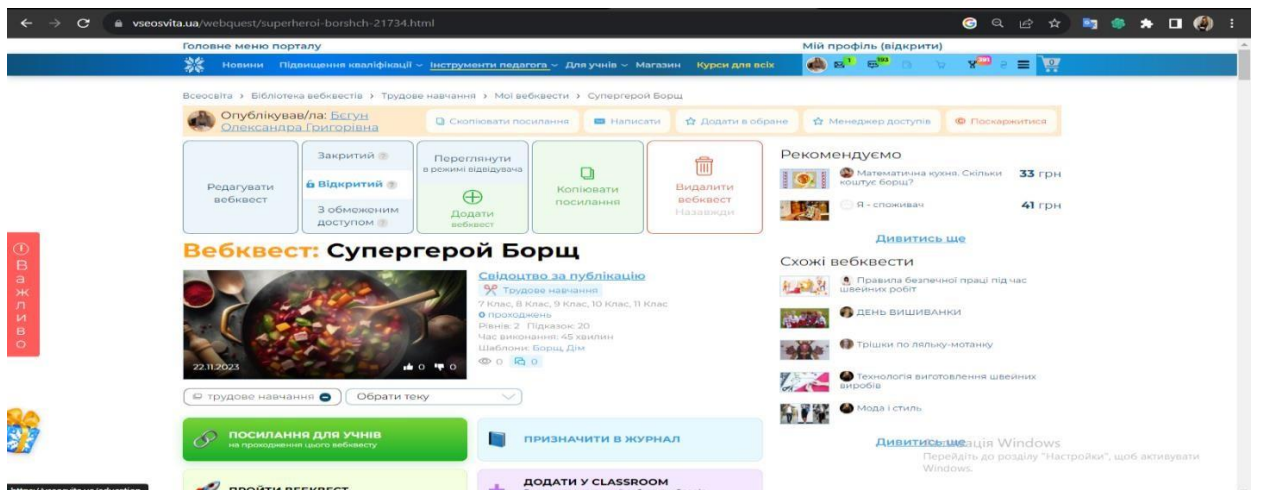 vseosvita.ua/webquest/superheroi-borshch-21734.html
Головне меню порталу
Мій профіль (відкрити)
Новини Підвищення кваліфікації Інструменти педагога Для учнів Магазин Курси для всіх
Всеосвіта > Бібліотека вебквестів > Трудове навчання > Мої вебквести > Супергерой Борщ
Опублікував/ла: Бєгун
Олександра Григорівна
Скопіювати посилання
Написати
Додати в обране
Менеджер доступів
Поскаржитися
Редагувати
вебквест
Закритий
Відкритий
З обмеженим
доступом
Переглянути
в режимі відвідувача
Додати
вебквест
Копіювати
посилання
Видалити
вебквест
Назавжди
Важливо
Вебквест: Супергерой Борщ
22.11.2023
0 0
Свідоцтво за публікацію
Трудове навчання
7 Клас, 8 Клас, 9 Клас, 10 Клас, 11 Клас
0 проходжень
Рівнів: 2 Підказок: 20
Час виконання: 45 хвилин
Шаблони: Борщ, Дім
0 0
трудове навчання
Обрати теку
ПОСИЛАННЯ ДЛЯ УЧНІВ
на проходження цього вебквесту
ПРИЗНАЧИТИ В ЖУРНАЛ
ПРОЙТИ ВЕБКВЕСТ
ДОДАТИ У CLASSROOM
Рекомендуємо
Математична кухня. Скільки 33 грн
коштує борщ?
Я - споживач 41 грн
Дивитись ще
Схожі вебквести
Правила безпечної праці під час
швейних робіт
ДЕНЬ ВИШИВАНКИ
Трішки по ляльку-мотанку
Технологія виготовлення швейних
виробів
Мода і стиль
Дивитись ще
Windows
Перейдіть до розділу "Настройки", щоб активувати
Windows.